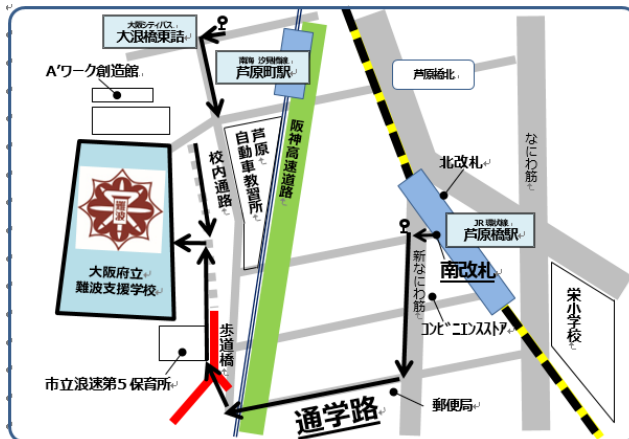 大阪シティバス
大浪橋東詰
A'ワーク創造館
南海 汐見橋線
芦原町駅
芦原橋北
芦原
自動車教習所
校内通路
阪神高速道路
なにわ筋
北改札
JR 環状線
芦原橋駅
南改札
難波
大阪府立
難波支援学校
新なにわ筋
コンビニエンスストア
栄小学校
歩道橋
市立浪速第5保育所
通学路
郵便局